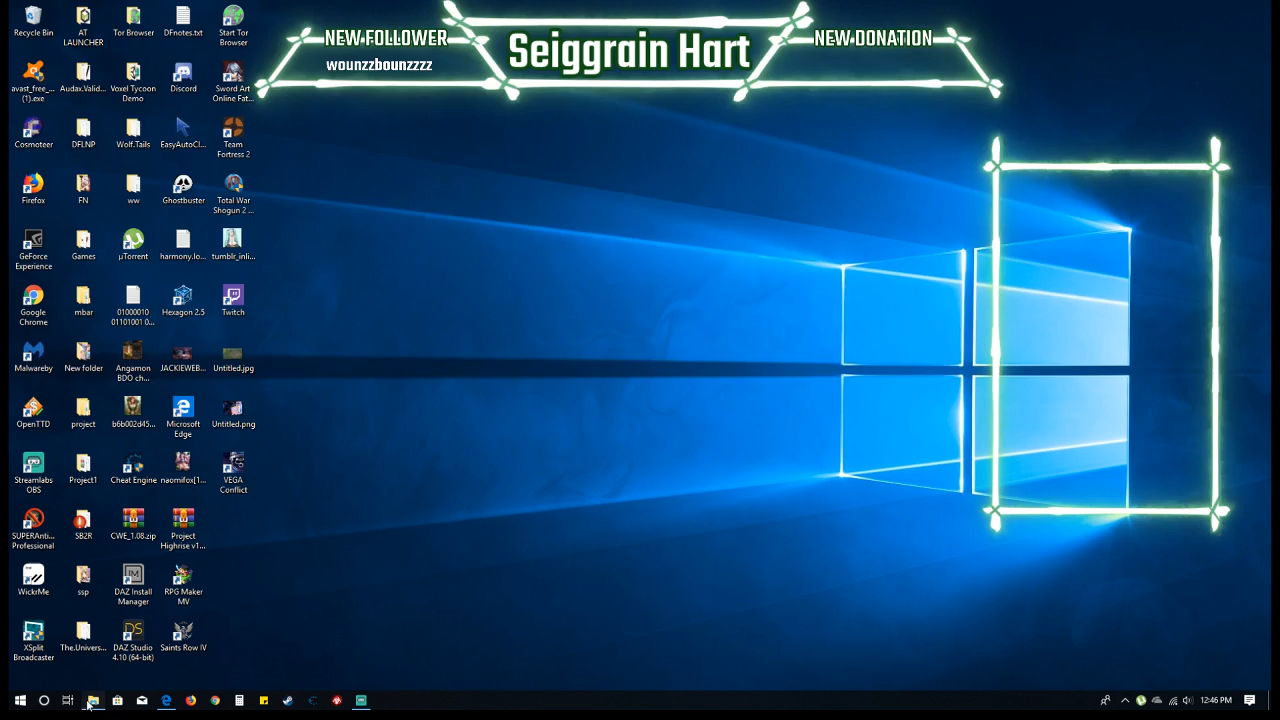 NEW FOLLOWER
wounzzbounzzzz
Seiggrain Hart
NEW DONATION
Recycle Bin
AT
LAUNCHER
Tor Browser
DFnotes.txt
Start Tor
Browser
avast_free_...
(1).exe
Audax.Valid...
Voxel Tycoon
Demo
Discord
Sword Art
Online Fat...
Cosmoteer
DFLNP
Wolf.Tails
EasyAutoCl...
Team
Fortress 2
Firefox
FN
ww
Ghostbuster
Total War
Shogun 2 ...
GeForce
Experience
Games
µTorrent
harmony.lo...
tumblr_inli...
Google
Chrome
mbar
01000010
01101001 0...
Hexagon 2.5
Twitch
Malwareby
New folder
Angamon
BDO ch...
JACKIEWEB...
Untitled.jpg
OpenTTD
project
b6b002d45...
Microsoft
Edge
Untitled.png
Streamlabs
OBS
Project1
Cheat Engine
naomifox[1...
VEGA
Conflict
SUPERAnti...
Professional
SB2R
CWE_1.08.zip
Project
Highrise v1...
WickrMe
ssp
DAZ Install
Manager
RPG Maker
MV
XSplit
Broadcaster
The.Univers...
DAZ Studio
4.10 (64-bit)
Saints Row IV
12:46 PM